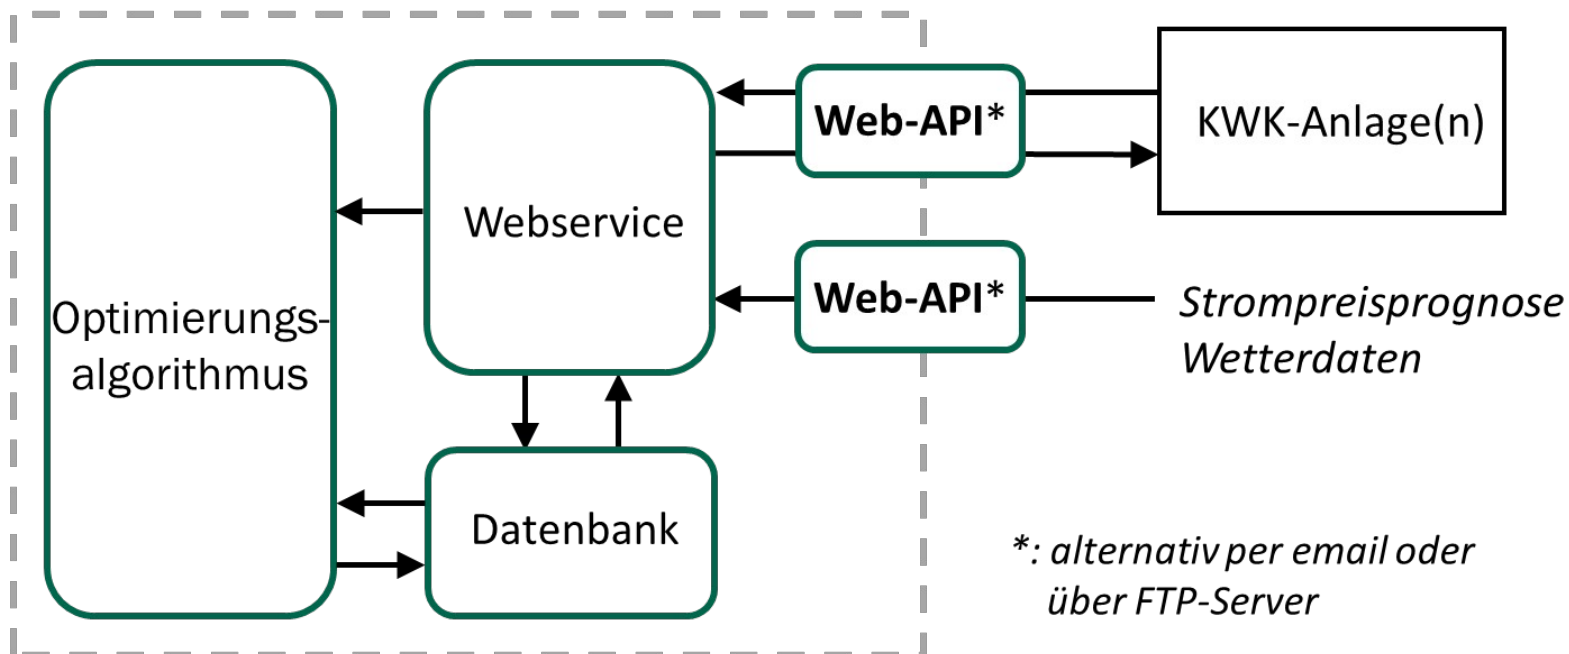 Web-API*
KWK-Anlage(n)
Webservice
Web-API*
Strompreisprognose
Wetterdaten
Optimierungs-
algorithmus
Datenbank
*: alternativ per email oder
über FTP-Server